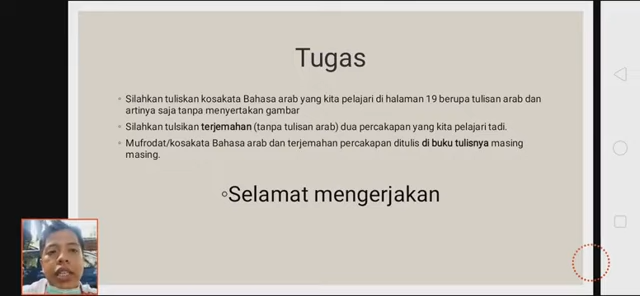 Tugas
◦ Silahkan tuliskan kosakata Bahasa arab yang kita pelajari di halaman 19 berupa tulisan arab dan
artinya saja tanpa menyertakan gambar
◦ Silahkan tulsikan terjemahan (tanpa tulisan arab) dua percakapan yang kita pelajari tadi.
◦ Mufrodat/kosakata Bahasa arab dan terjemahan percakapan ditulis di buku tulisnya masing
masing.
◦Selamat mengerjakan